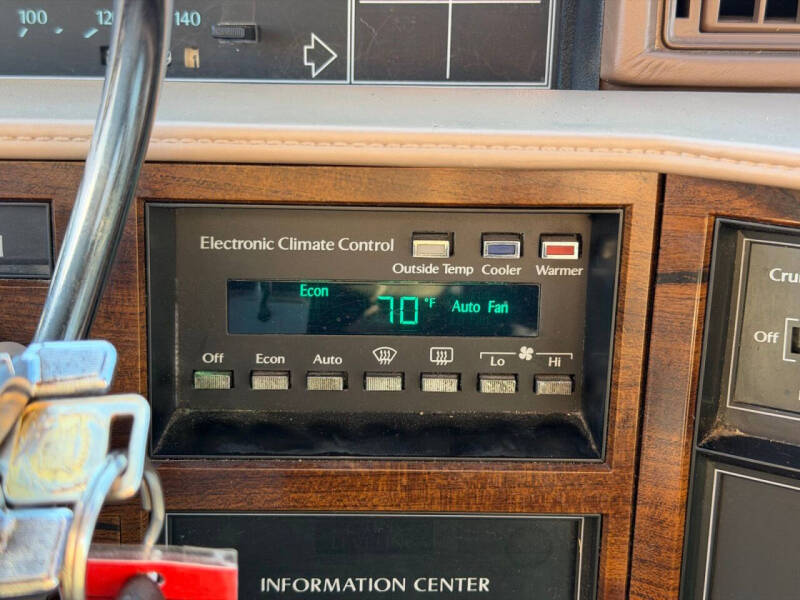 100 120 140
Electronic Climate Control
Outside Temp Cooler Warmer
Econ
70 °F Auto Fan
Off Econ Auto Lo Hi
Off
INFORMATION CENTER